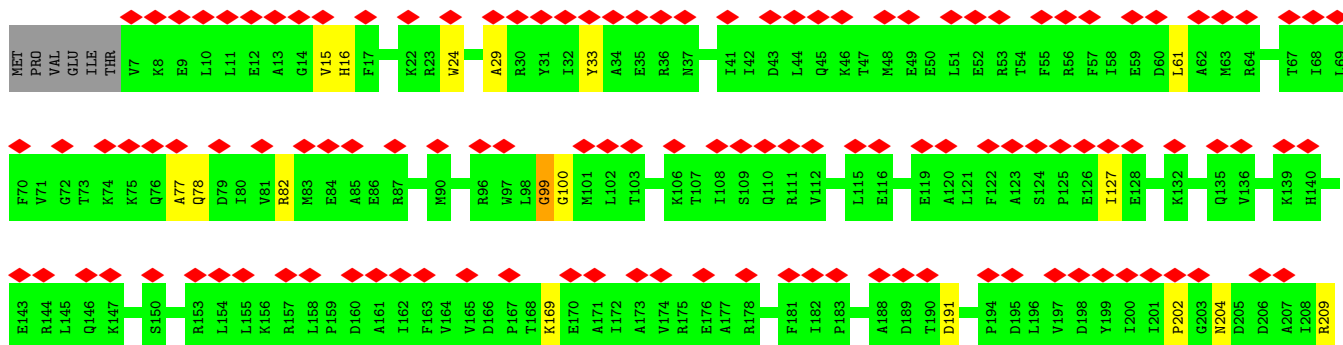 MET PRO VAL GLU ILE THR V7 K8 E9 L10 L11 E12 A13 G14 V15 H16 F17 K22 R23 W24 A29 R30 Y31 I32 Y33 A34 E35 R36 N37 I41 I42 D43 L44 Q45 K46 T47 M48 E49 E50 L51 E52 R53 T54 F55 R56 F57 I58 E59 D60 L61 A62 M63 R64 T67 I68 L69
F70 V71 G72 T73 K74 K75 Q76 A77 Q78 D79 I80 V81 R82 M83 E84 A85 E86 R87 M90 R96 W97 L98 G99 G100 M101 L102 T103 K106 T107 I108 S109 Q110 R111 V112 L115 E116 E119 A120 L121 F122 A123 S124 P125 E126 I127 E128 K132 Q135 V136 K139 H140
E143 R144 L145 Q146 K147 S150 R153 L154 L155 K156 R157 L158 P159 D160 A161 I162 F163 V164 V165 D166 P167 T168 K169 E170 A171 I172 A173 V174 R175 E176 A177 R178 F181 I182 P183 A188 D189 T190 D191 P194 D195 L196 V197 D198 Y199 I200 I201 P202 G203 N204 D205 D206 A207 I208 R209